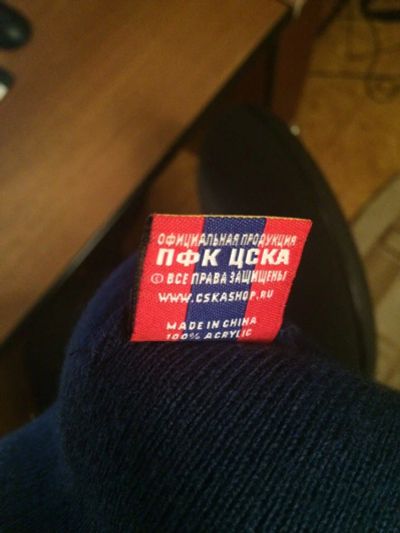 ОФИЦИАЛЬНАЯ ПРОДУКЦИЯ
ПФК ЦСКА
© ВСЕ ПРАВА ЗАЩИЩЕНЫ
WWW.CSKASHOP.RU
MADE IN CHINA
100% ACRYLIC